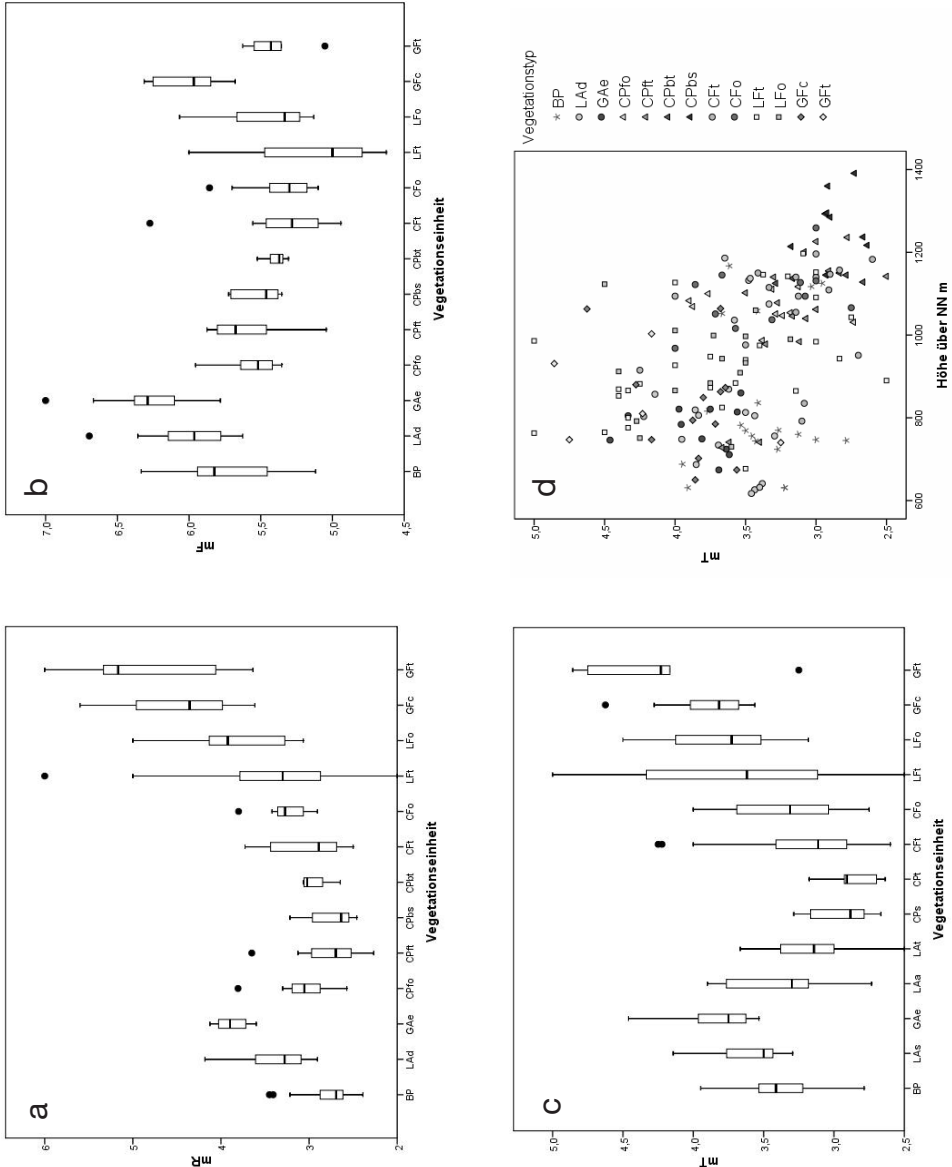 a
mR
6
5
4
3
2
BP LAd GAe CPfo CPft CPbs CPbt CFt CFo LFt LFo GFc GFt
Vegetationseinheit
b
mF
7,0
6,5
6,0
5,5
5,0
4,5
BP LAd GAe CPfo CPft CPbs CPbt CFt CFo LFt LFo GFc GFt
Vegetationseinheit
c
mT
5,0
4,5
4,0
3,5
3,0
2,5
BP LAs GAe LAa LAt CPs CPt CFt CFo LFt LFo GFc GFt
Vegetationseinheit
d
mT
5,0
4,5
4,0
3,5
3,0
2,5
600 800 1000 1200 1400
Höhe über NN m
Vegetationstyp
BP
LAd
GAe
CPfo
CPft
CPbt
CPbs
CFt
CFo
LFt
LFo
GFc
GFt